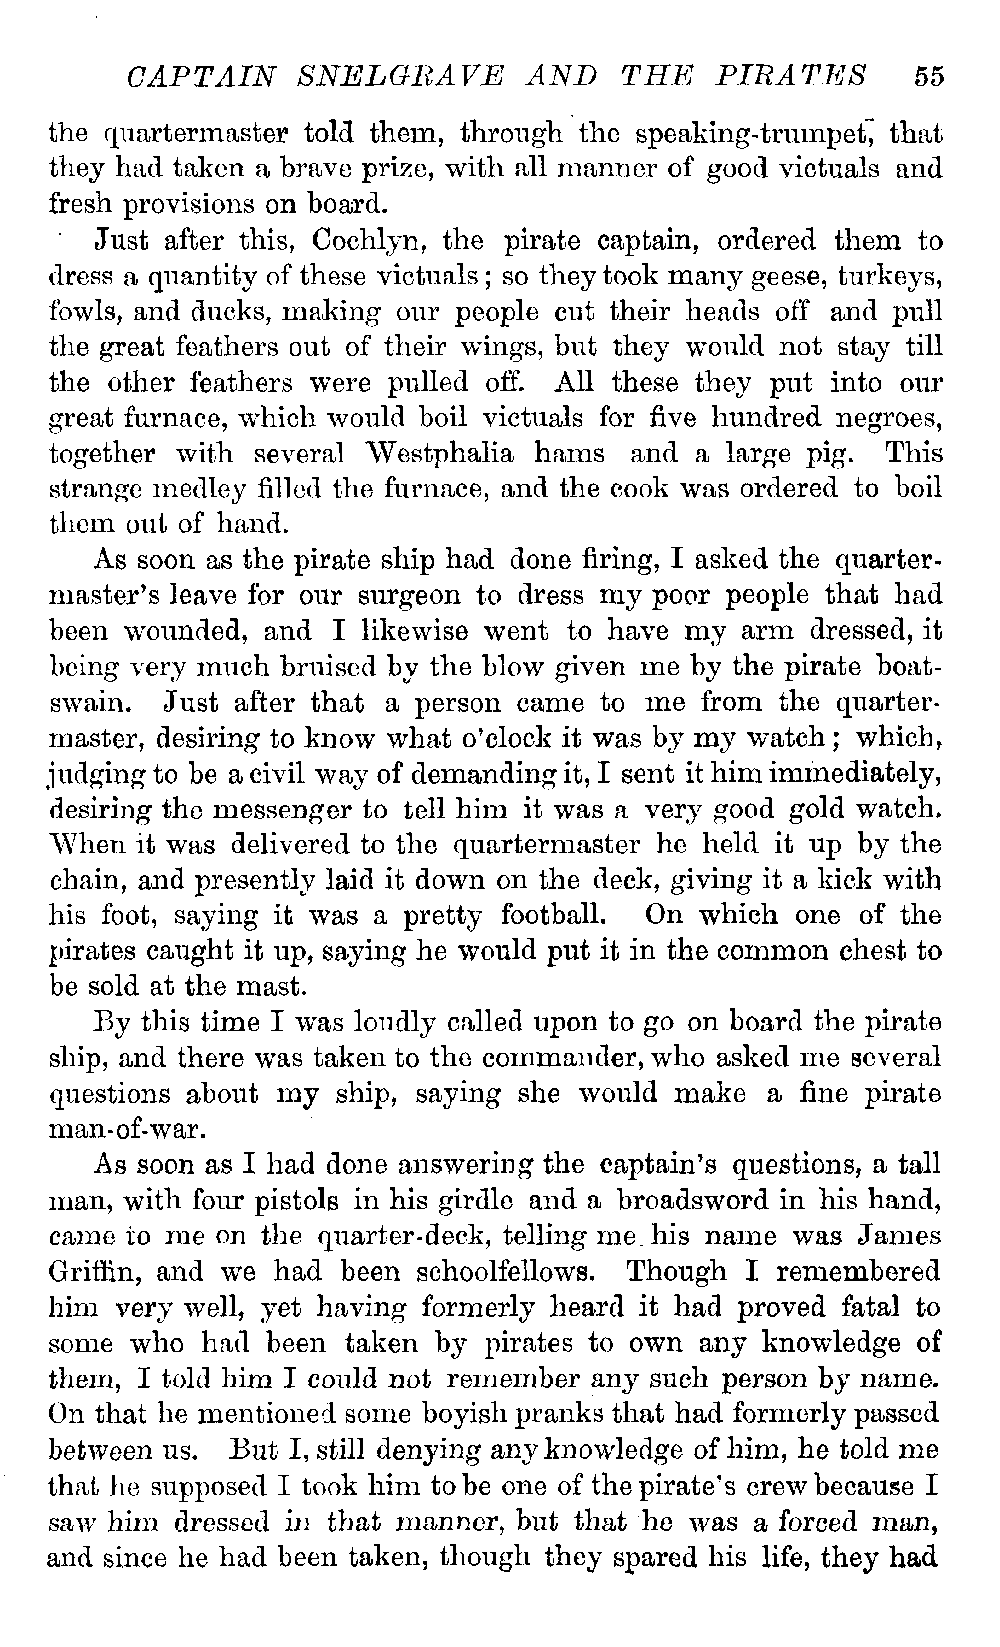 CAPTAIN SNELGRAVE AND THE PIRATES 55
the quartermaster told them, through the speaking-trumpet, that
they had taken a brave prize, with all manner of good victuals and
fresh provisions on board.
Just after this, Cochlyn, the pirate captain, ordered them to
dress a quantity of these victuals; so they took many geese, turkeys,
fowls, and ducks, making our people cut their heads off and pull
the great feathers out of their wings, but they would not stay till
the other feathers were pulled off. All these they put into our
great furnace, which would boil victuals for five hundred negroes,
together with several Westphalia hams and a large pig. This
strange medley filled the furnace, and the cook was ordered to boil
them out of hand.
As soon as the pirate ship had done firing, I asked the quarter-
master's leave for our surgeon to dress my poor people that had
been wounded, and I likewise went to have my arm dressed, it
being very much bruised by the blow given me by the pirate boat-
swain. Just after that a person came to me from the quarter-
master, desiring to know what o'clock it was by my watch; which,
judging to be a civil way of demanding it, I sent it him immediately,
desiring the messenger to tell him it was a very good gold watch.
When it was delivered to the quartermaster he held it up by the
chain, and presently laid it down on the deck, giving it a kick with
his foot, saying it was a pretty football. On which one of the
pirates caught it up, saying he would put it in the common chest to
be sold at the mast.
By this time I was loudly called upon to go on board the pirate
ship, and there was taken to the commander, who asked me several
questions about my ship, saying she would make a fine pirate
man-of-war.
As soon as I had done answering the captain's questions, a tall
man, with four pistols in his girdle and a broadsword in his hand,
came to me on the quarter-deck, telling me his name was James
Griffin, and we had been schoolfellows. Though I remembered
him very well, yet having formerly heard it had proved fatal to
some who had been taken by pirates to own any knowledge of
them, I told him I could not remember any such person by name.
On that he mentioned some boyish pranks that had formerly passed
between us. But I, still denying any knowledge of him, he told me
that he supposed I took him to be one of the pirate's crew because I
saw him dressed in that manner, but that he was a forced man,
and since he had been taken, though they spared his life, they had